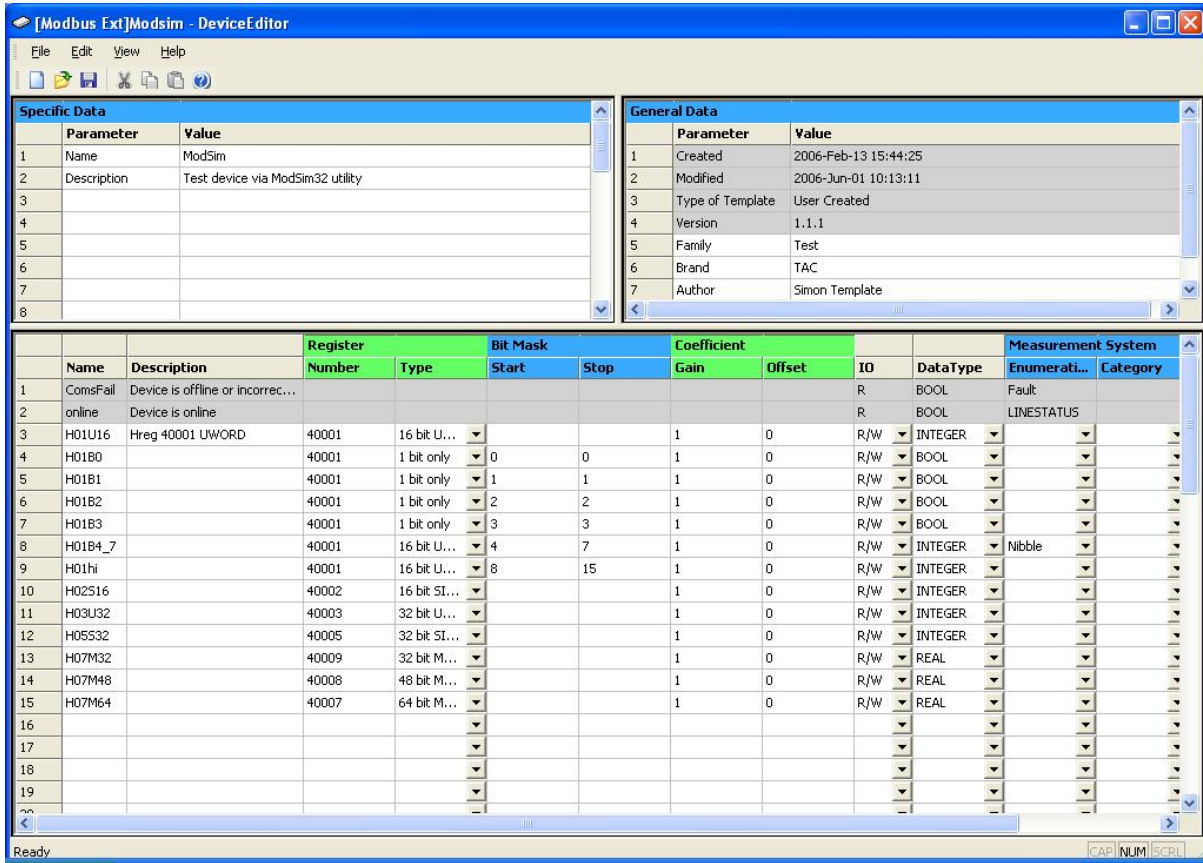 [Modbus Ext]Modsim - DeviceEditor
File Edit View Help
Specific Data
Parameter Value
1 Name ModSim
2 Description Test device via ModSim32 utility
3
4
5
6
7
8
General Data
Parameter Value
1 Created 2006-Feb-13 15:44:25
2 Modified 2006-Jun-01 10:13:11
3 Type of Template User Created
4 Version 1.1.1
5 Family Test
6 Brand TAC
7 Author Simon Template
Register Bit Mask Coefficient Measurement System
Name Description Number Type Start Stop Gain Offset IO DataType Enumerati... Category
1 ComsFail Device is offline or incorrec... R BOOL Fault
2 online Device is online R BOOL LINESTATUS
3 H01U16 Hreg 40001 UWORD 40001 16 bit U... 1 0 R/W INTEGER
4 H01B0 40001 1 bit only 0 0 1 0 R/W BOOL
5 H01B1 40001 1 bit only 1 1 1 0 R/W BOOL
6 H01B2 40001 1 bit only 2 2 1 0 R/W BOOL
7 H01B3 40001 1 bit only 3 3 1 0 R/W BOOL
8 H01B4_7 40001 16 bit U... 4 7 1 0 R/W INTEGER Nibble
9 H01hi 40001 16 bit U... 8 15 1 0 R/W INTEGER
10 H02S16 40002 16 bit SI... 1 0 R/W INTEGER
11 H03U32 40003 32 bit U... 1 0 R/W INTEGER
12 H05S32 40005 32 bit SI... 1 0 R/W INTEGER
13 H07M32 40009 32 bit M... 1 0 R/W REAL
14 H07M48 40008 48 bit M... 1 0 R/W REAL
15 H07M64 40007 64 bit M... 1 0 R/W REAL
16
17
18
19
Ready CAP NUM SCRL